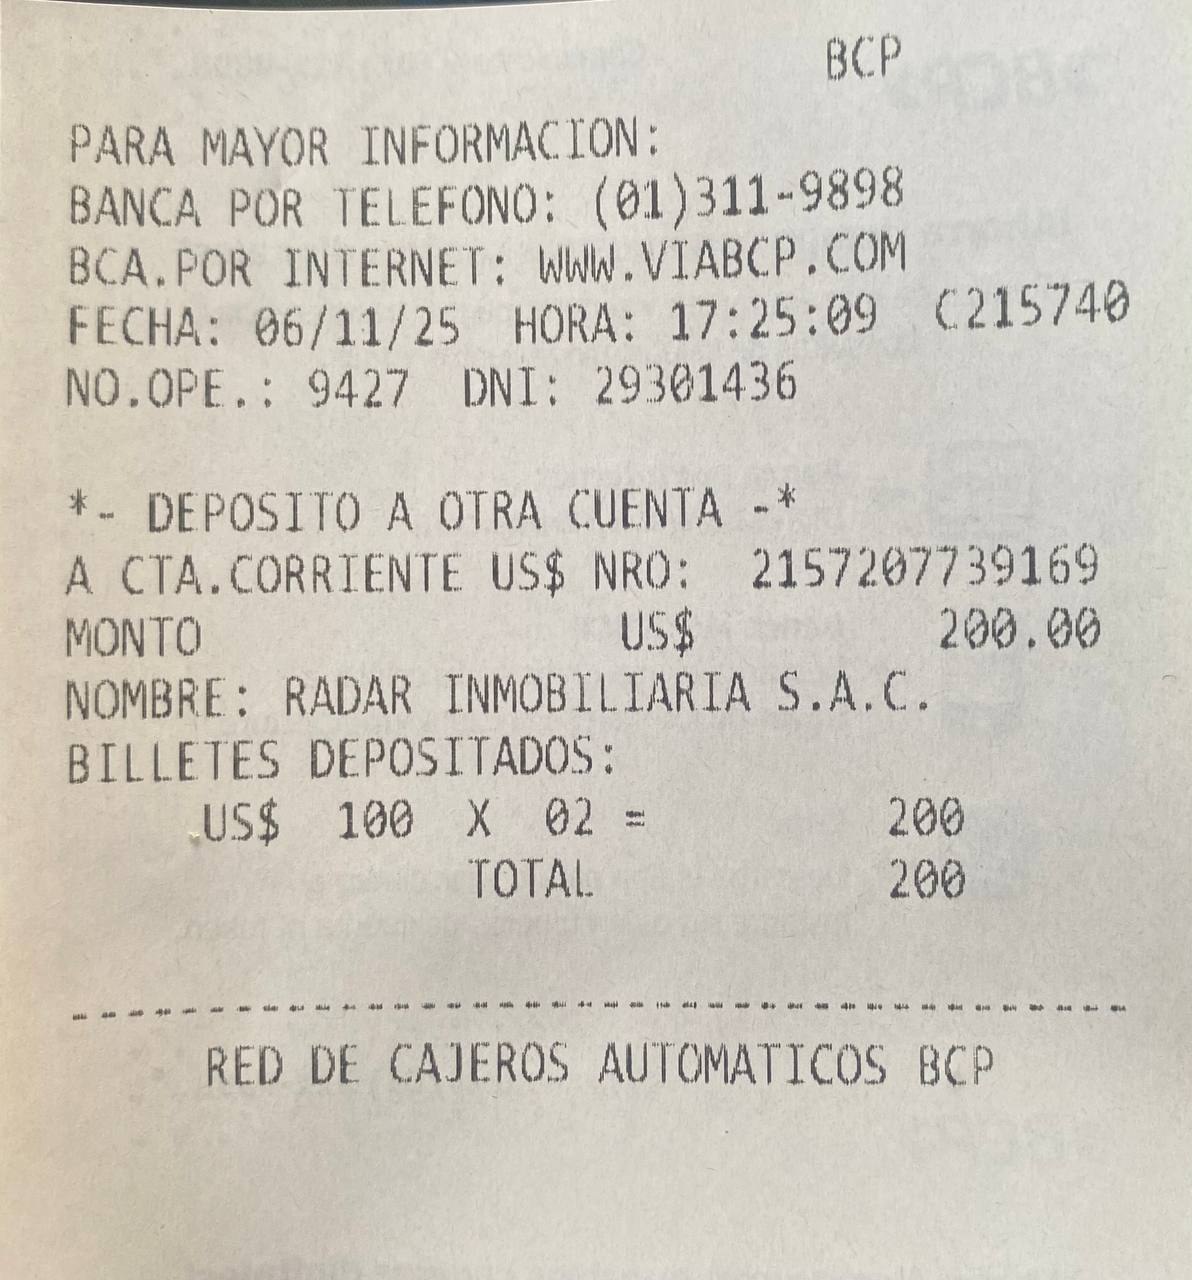 BCP
PARA MAYOR INFORMACION:
BANCA POR TELEFONO: (01)311-9898
BCA.POR INTERNET: WWW.VIABCP.COM
FECHA: 06/11/25 HORA: 17:25:09 C215740
NO.OPE.: 9427 DNI: 29301436
*- DEPOSITO A OTRA CUENTA -*
A CTA.CORRIENTE US$ NRO: 2157207739169
MONTO US$ 200.00
NOMBRE: RADAR INMOBILIARIA S.A.C.
BILLETES DEPOSITADOS:
US$ 100 X 02 = 200
TOTAL 200
----------------------------------------
RED DE CAJEROS AUTOMATICOS BCP